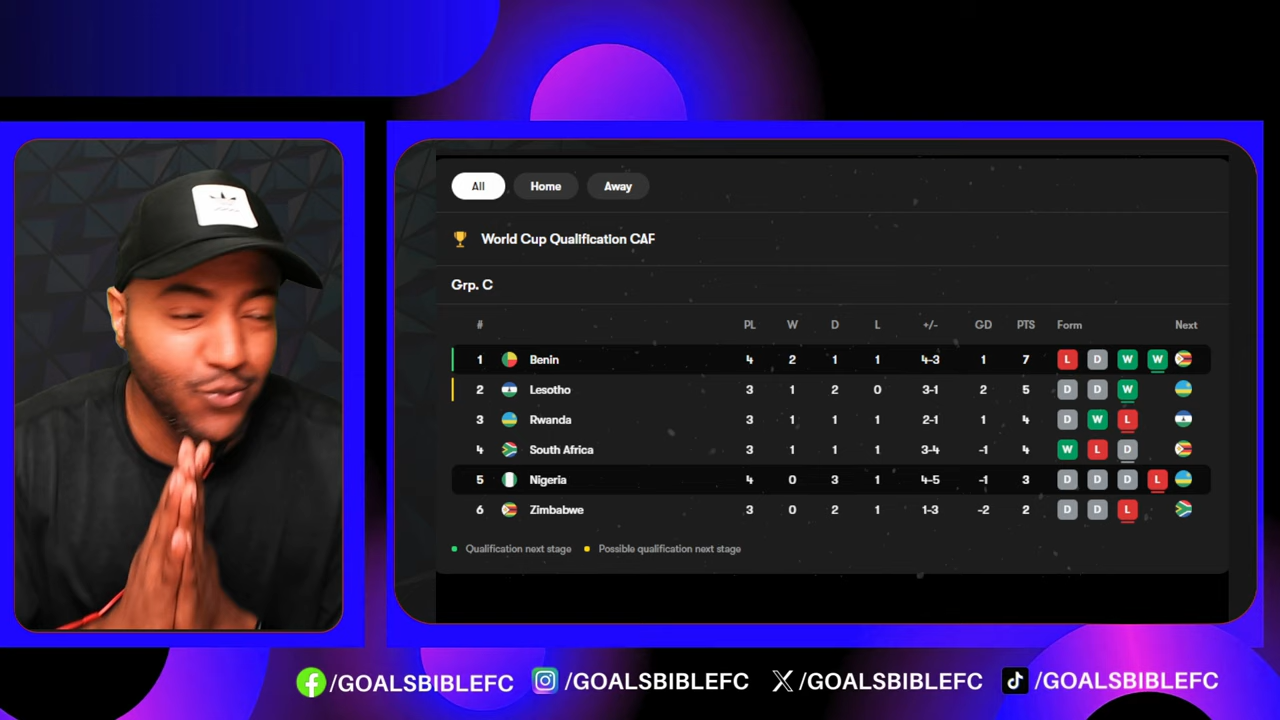 All Home Away
World Cup Qualification CAF
Grp. C
# PL W D L +/- GD PTS Form Next
1 Benin 4 2 1 1 4-3 1 7 L D W W
2 Lesotho 3 1 2 0 3-1 2 5 D D W
3 Rwanda 3 1 1 1 2-1 1 4 D W L
4 South Africa 3 1 1 1 3-4 -1 4 W L D
5 Nigeria 4 0 3 1 4-5 -1 3 D D D L
6 Zimbabwe 3 0 2 1 1-3 -2 2 D D L
Qualification next stage Possible qualification next stage
/GOALSBIBLEFC /GOALSBIBLEFC /GOALSBIBLEFC /GOALSBIBLEFC